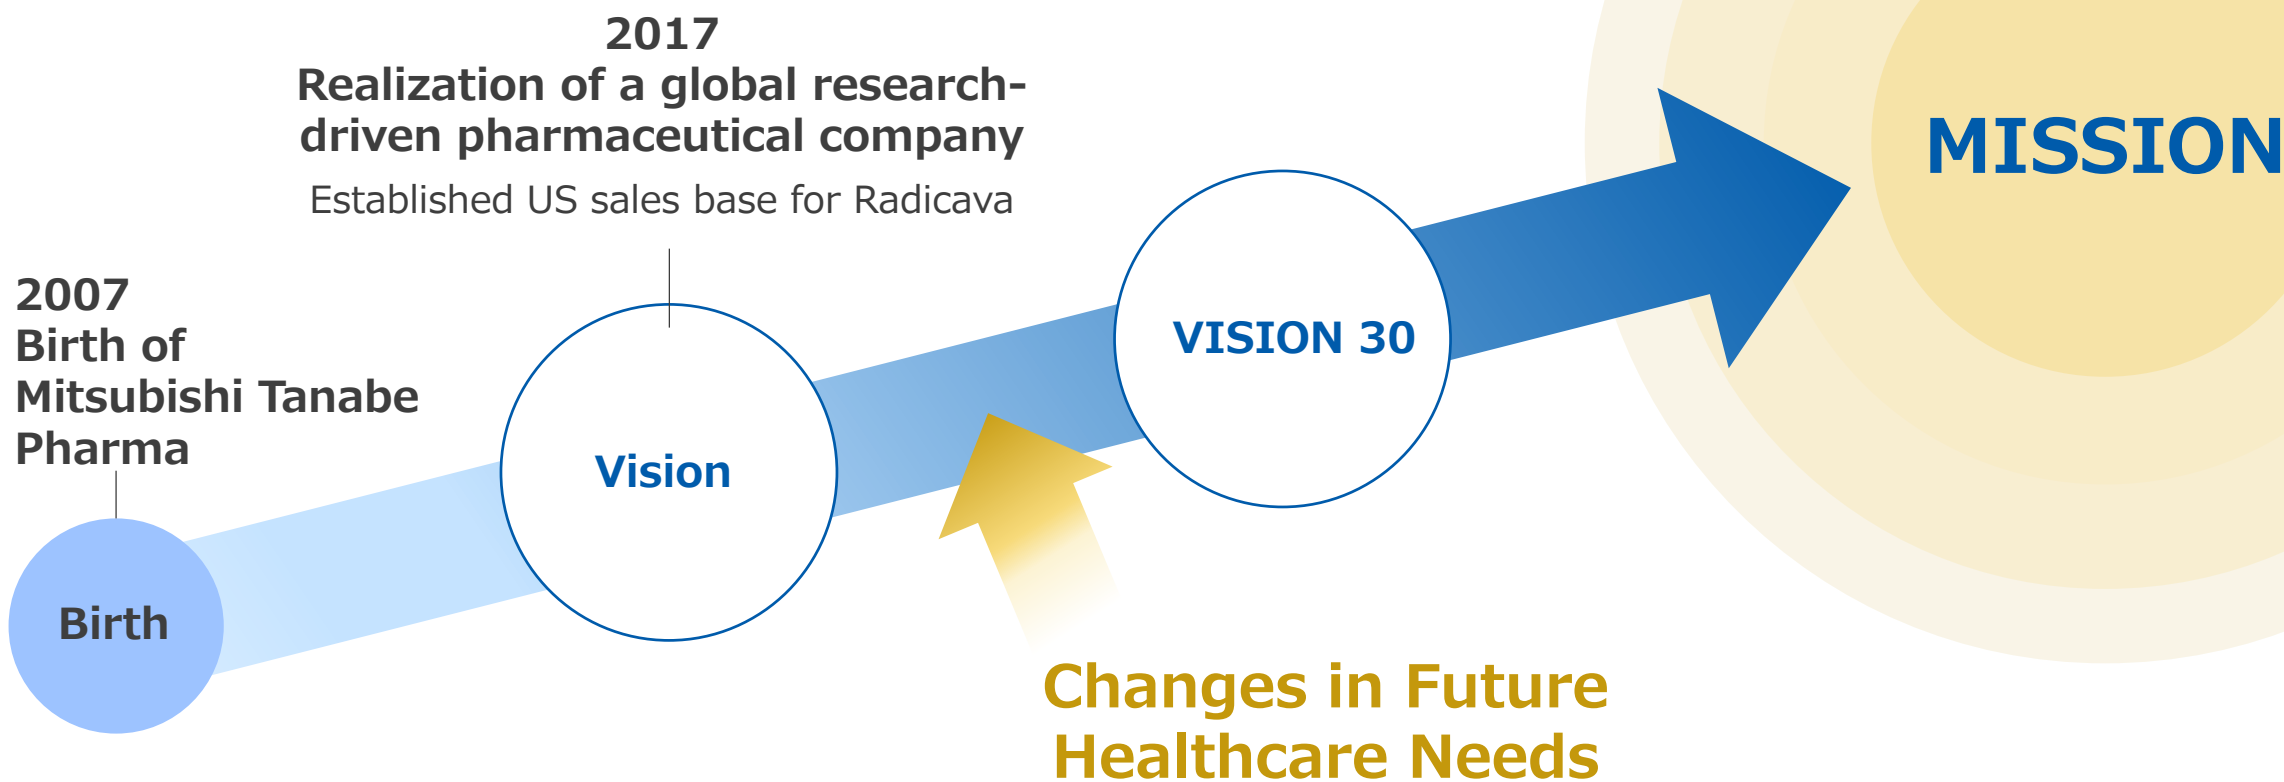 2017
Realization of a global research-
driven pharmaceutical company
Established US sales base for Radicava
MISSION
2007
Birth of
Mitsubishi Tanabe
Pharma
VISION 30
Vision
Birth
Changes in Future
Healthcare Needs